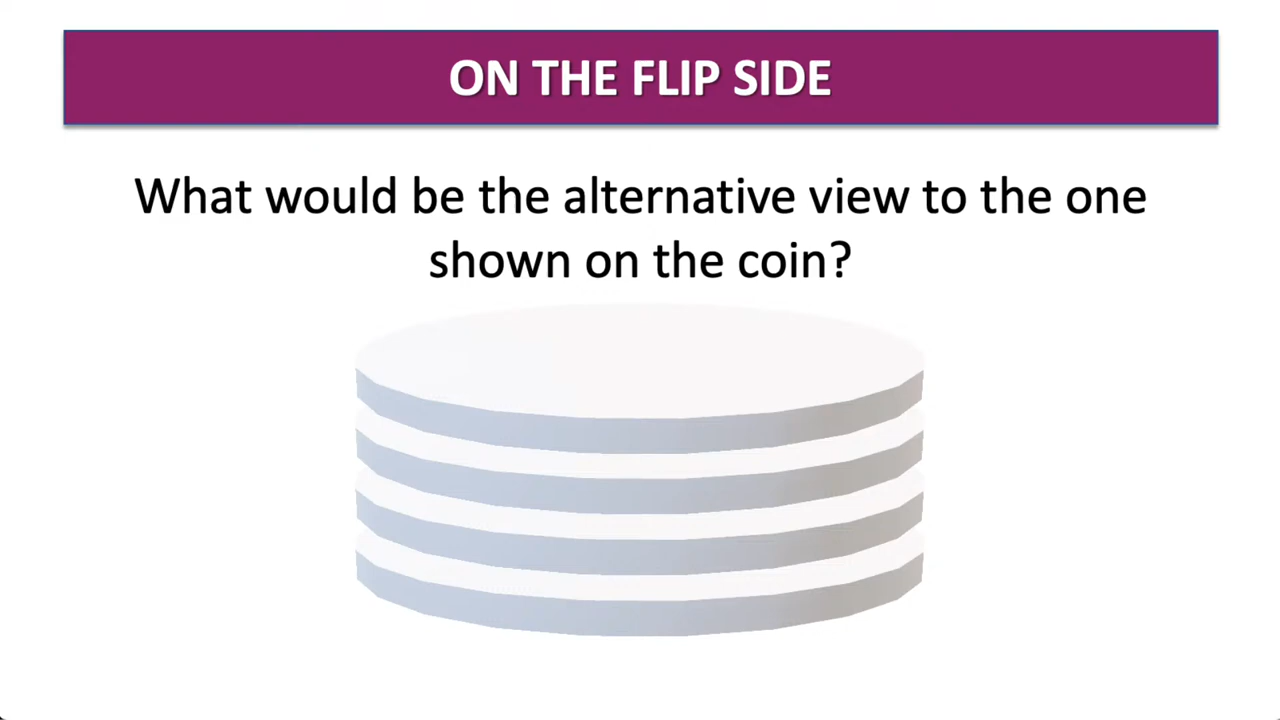 ON THE FLIP SIDE
What would be the alternative view to the one
shown on the coin?